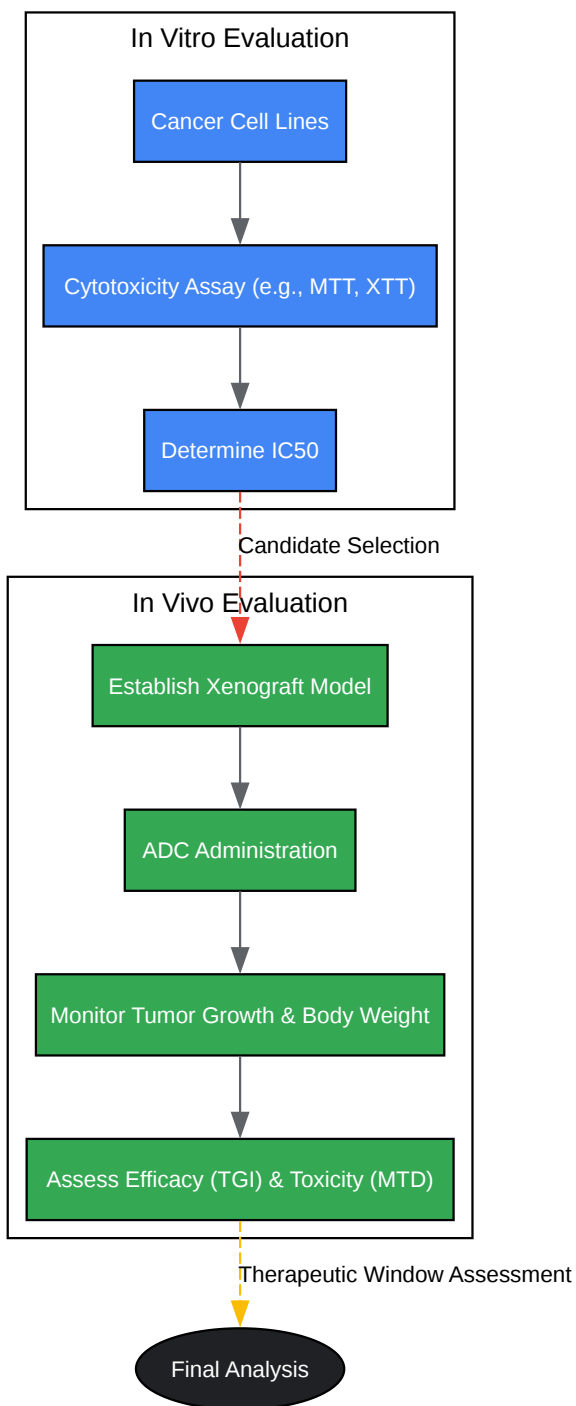 In Vitro Evaluation
Cancer Cell Lines
Cytotoxicity Assay (e.g., MTT, XTT)
Determine IC50
Candidate Selection
In Vivo Evaluation
Establish Xenograft Model
ADC Administration
Monitor Tumor Growth & Body Weight
Assess Efficacy (TGI) & Toxicity (MTD)
Therapeutic Window Assessment
Final Analysis